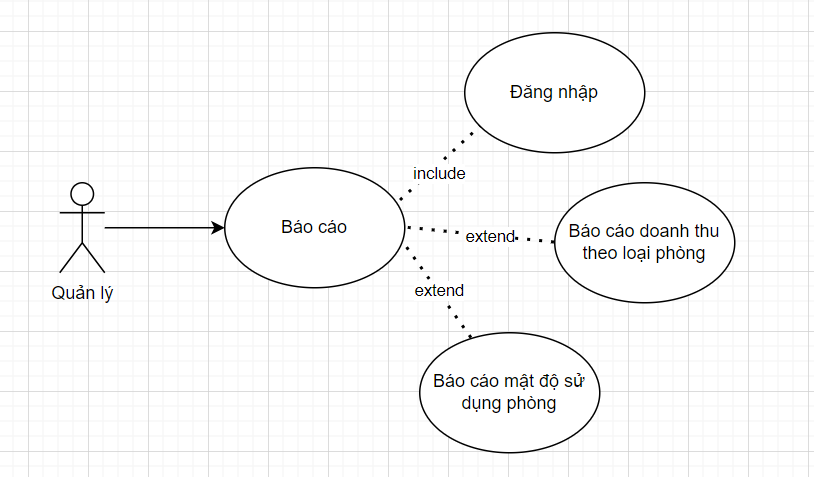 Đăng nhập
include
Báo cáo
extend
Báo cáo doanh thu
theo loại phòng
Quản lý
extend
Báo cáo mật độ sử
dụng phòng